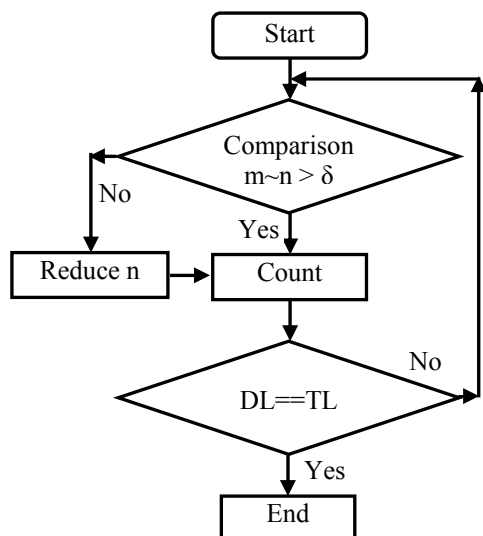 Start
Comparison
m~n > δ
No
Yes
Reduce n
Count
No
DL==TL
Yes
End